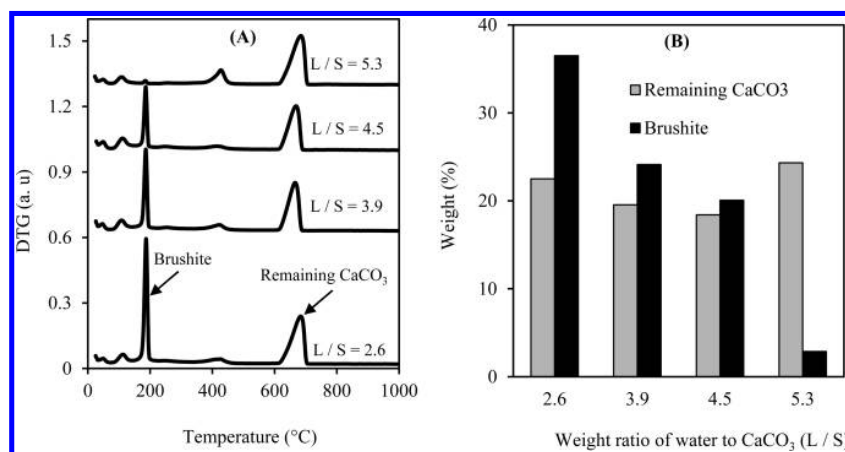 (A)
1.5
1.2
0.9
0.6
0.3
0
DTG (a. u)
L / S = 5.3
L / S = 4.5
L / S = 3.9
Brushite
Remaining CaCO₃
L / S = 2.6
0
200
400
600
800
1000
Temperature (°C)
(B)
40
30
20
10
0
Weight (%)
Remaining CaCO3
Brushite
2.6
3.9
4.5
5.3
Weight ratio of water to CaCO₃ (L / S)